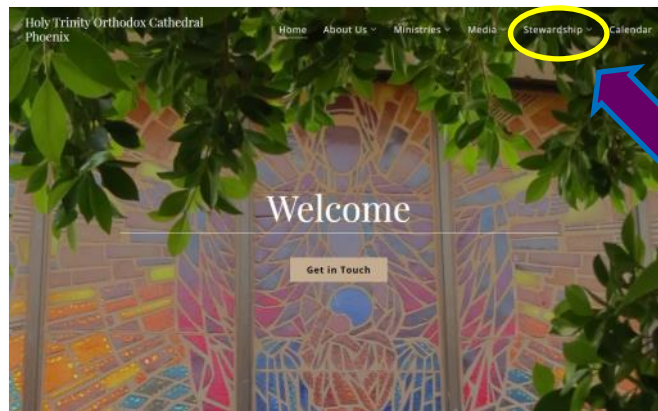 Holy Trinity Orthodox Cathedral
Phoenix
Home About Us Ministries Media Stewardship Calendar
Welcome
Get in Touch